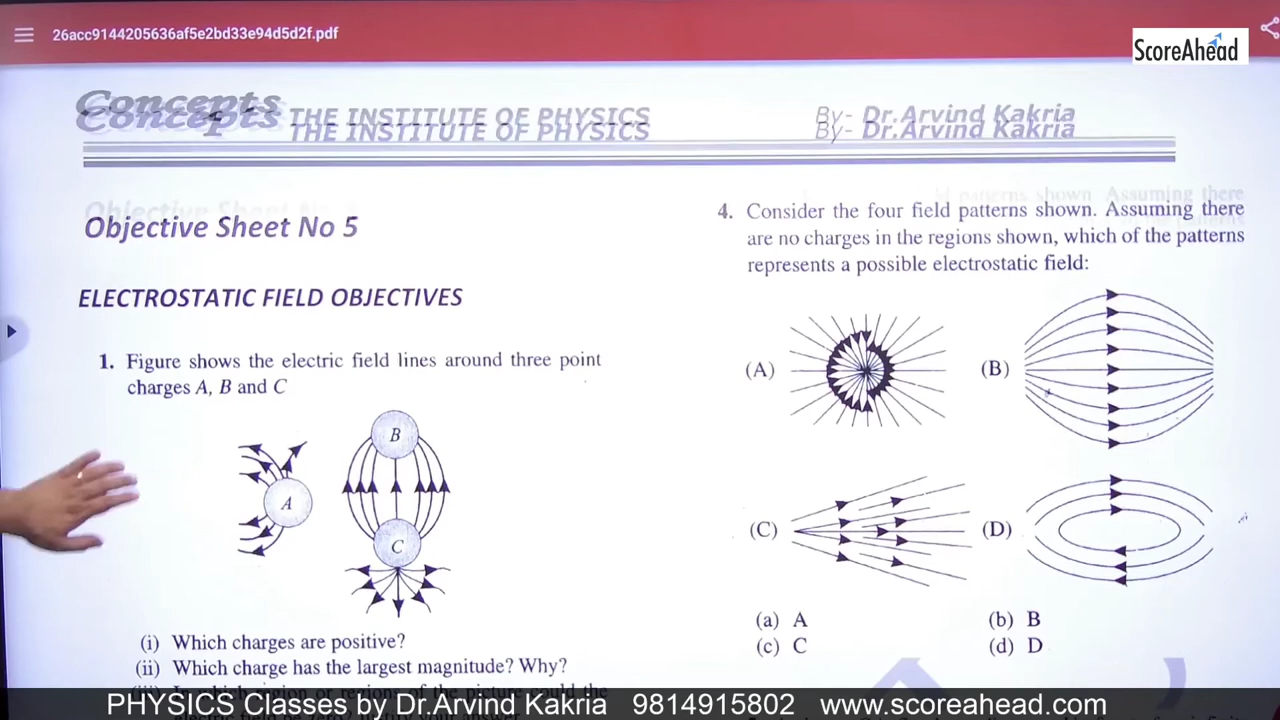 26acc9144205636af5e2bd33e94d5d2f.pdf
ScoreAhead
Concepts THE INSTITUTE OF PHYSICS By- Dr.Arvind Kakria
Objective Sheet No 5
ELECTROSTATIC FIELD OBJECTIVES
1. Figure shows the electric field lines around three point
charges A, B and C
B
A
C
(i) Which charges are positive?
(ii) Which charge has the largest magnitude? Why?
4. Consider the four field patterns shown. Assuming there
are no charges in the regions shown, which of the patterns
represents a possible electrostatic field:
(A)
(B)
(C)
(D)
(a) A
(b) B
(c) C
(d) D
PHYSICS Classes by Dr.Arvind Kakria 9814915802 www.scoreahead.com